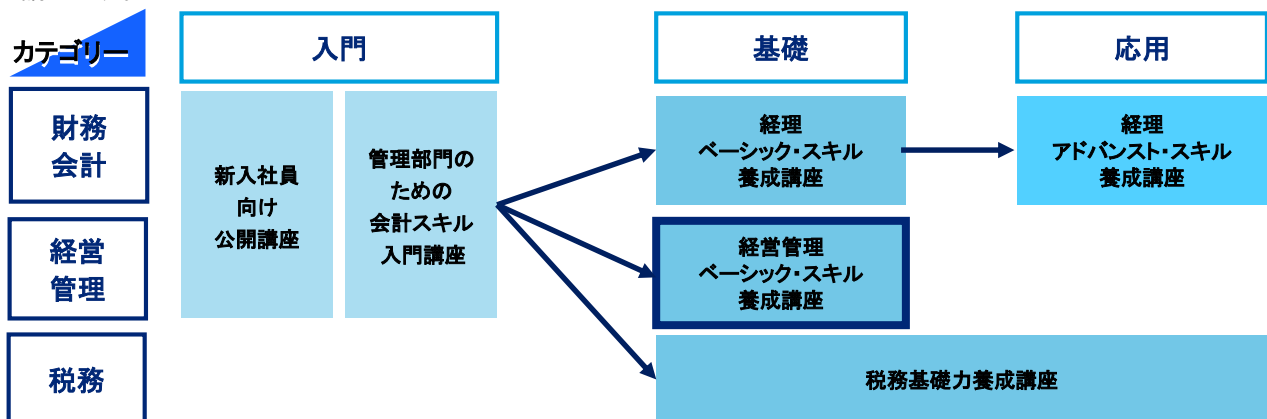 カテゴリー
入門
基礎
応用
財務
会計
新入社員
向け
公開講座
管理部門の
ための
会計スキル
入門講座
経理
ベーシック・スキル
養成講座
経理
アドバンスト・スキル
養成講座
経営
管理
経営管理
ベーシック・スキル
養成講座
税務
税務基礎力養成講座